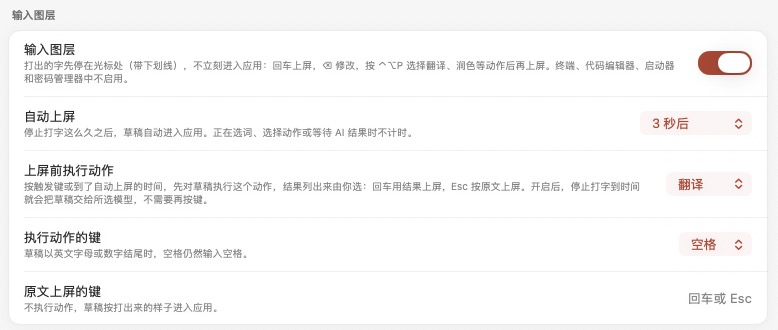 输入图层
输入图层
打出的字先停在光标处（带下划线），不立刻进入应用：回车上屏，⌫ 修改，按 ⌃⌥P 选择翻译、润色等动作后再上屏。终端、代码编辑器、启动器
和密码管理器中不启用。
自动上屏
停止打字这么久之后，草稿自动进入应用。正在选词、选择动作或等待 AI 结果时不计时。
3 秒后
上屏前执行动作
按触发键或到了自动上屏的时间，先对草稿执行这个动作，结果列出来由你选：回车用结果上屏，Esc 按原文上屏。开启后，停止打字到时间
就会把草稿交给所选模型，不需要再按键。
翻译
执行动作的键
草稿以英文字母或数字结尾时，空格仍然输入空格。
空格
原文上屏的键
不执行动作，草稿按打出来的样子进入应用。
回车或 Esc